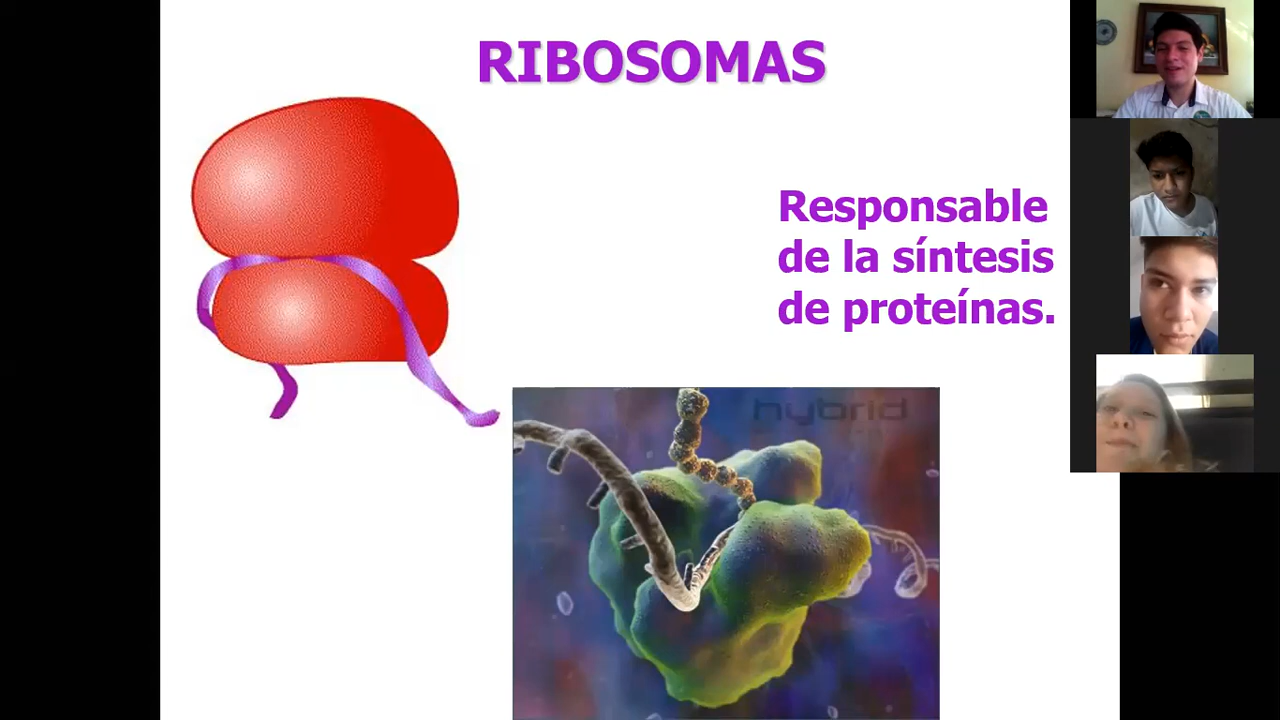 RIBOSOMAS
Responsable
de la síntesis
de proteínas.
hybrid